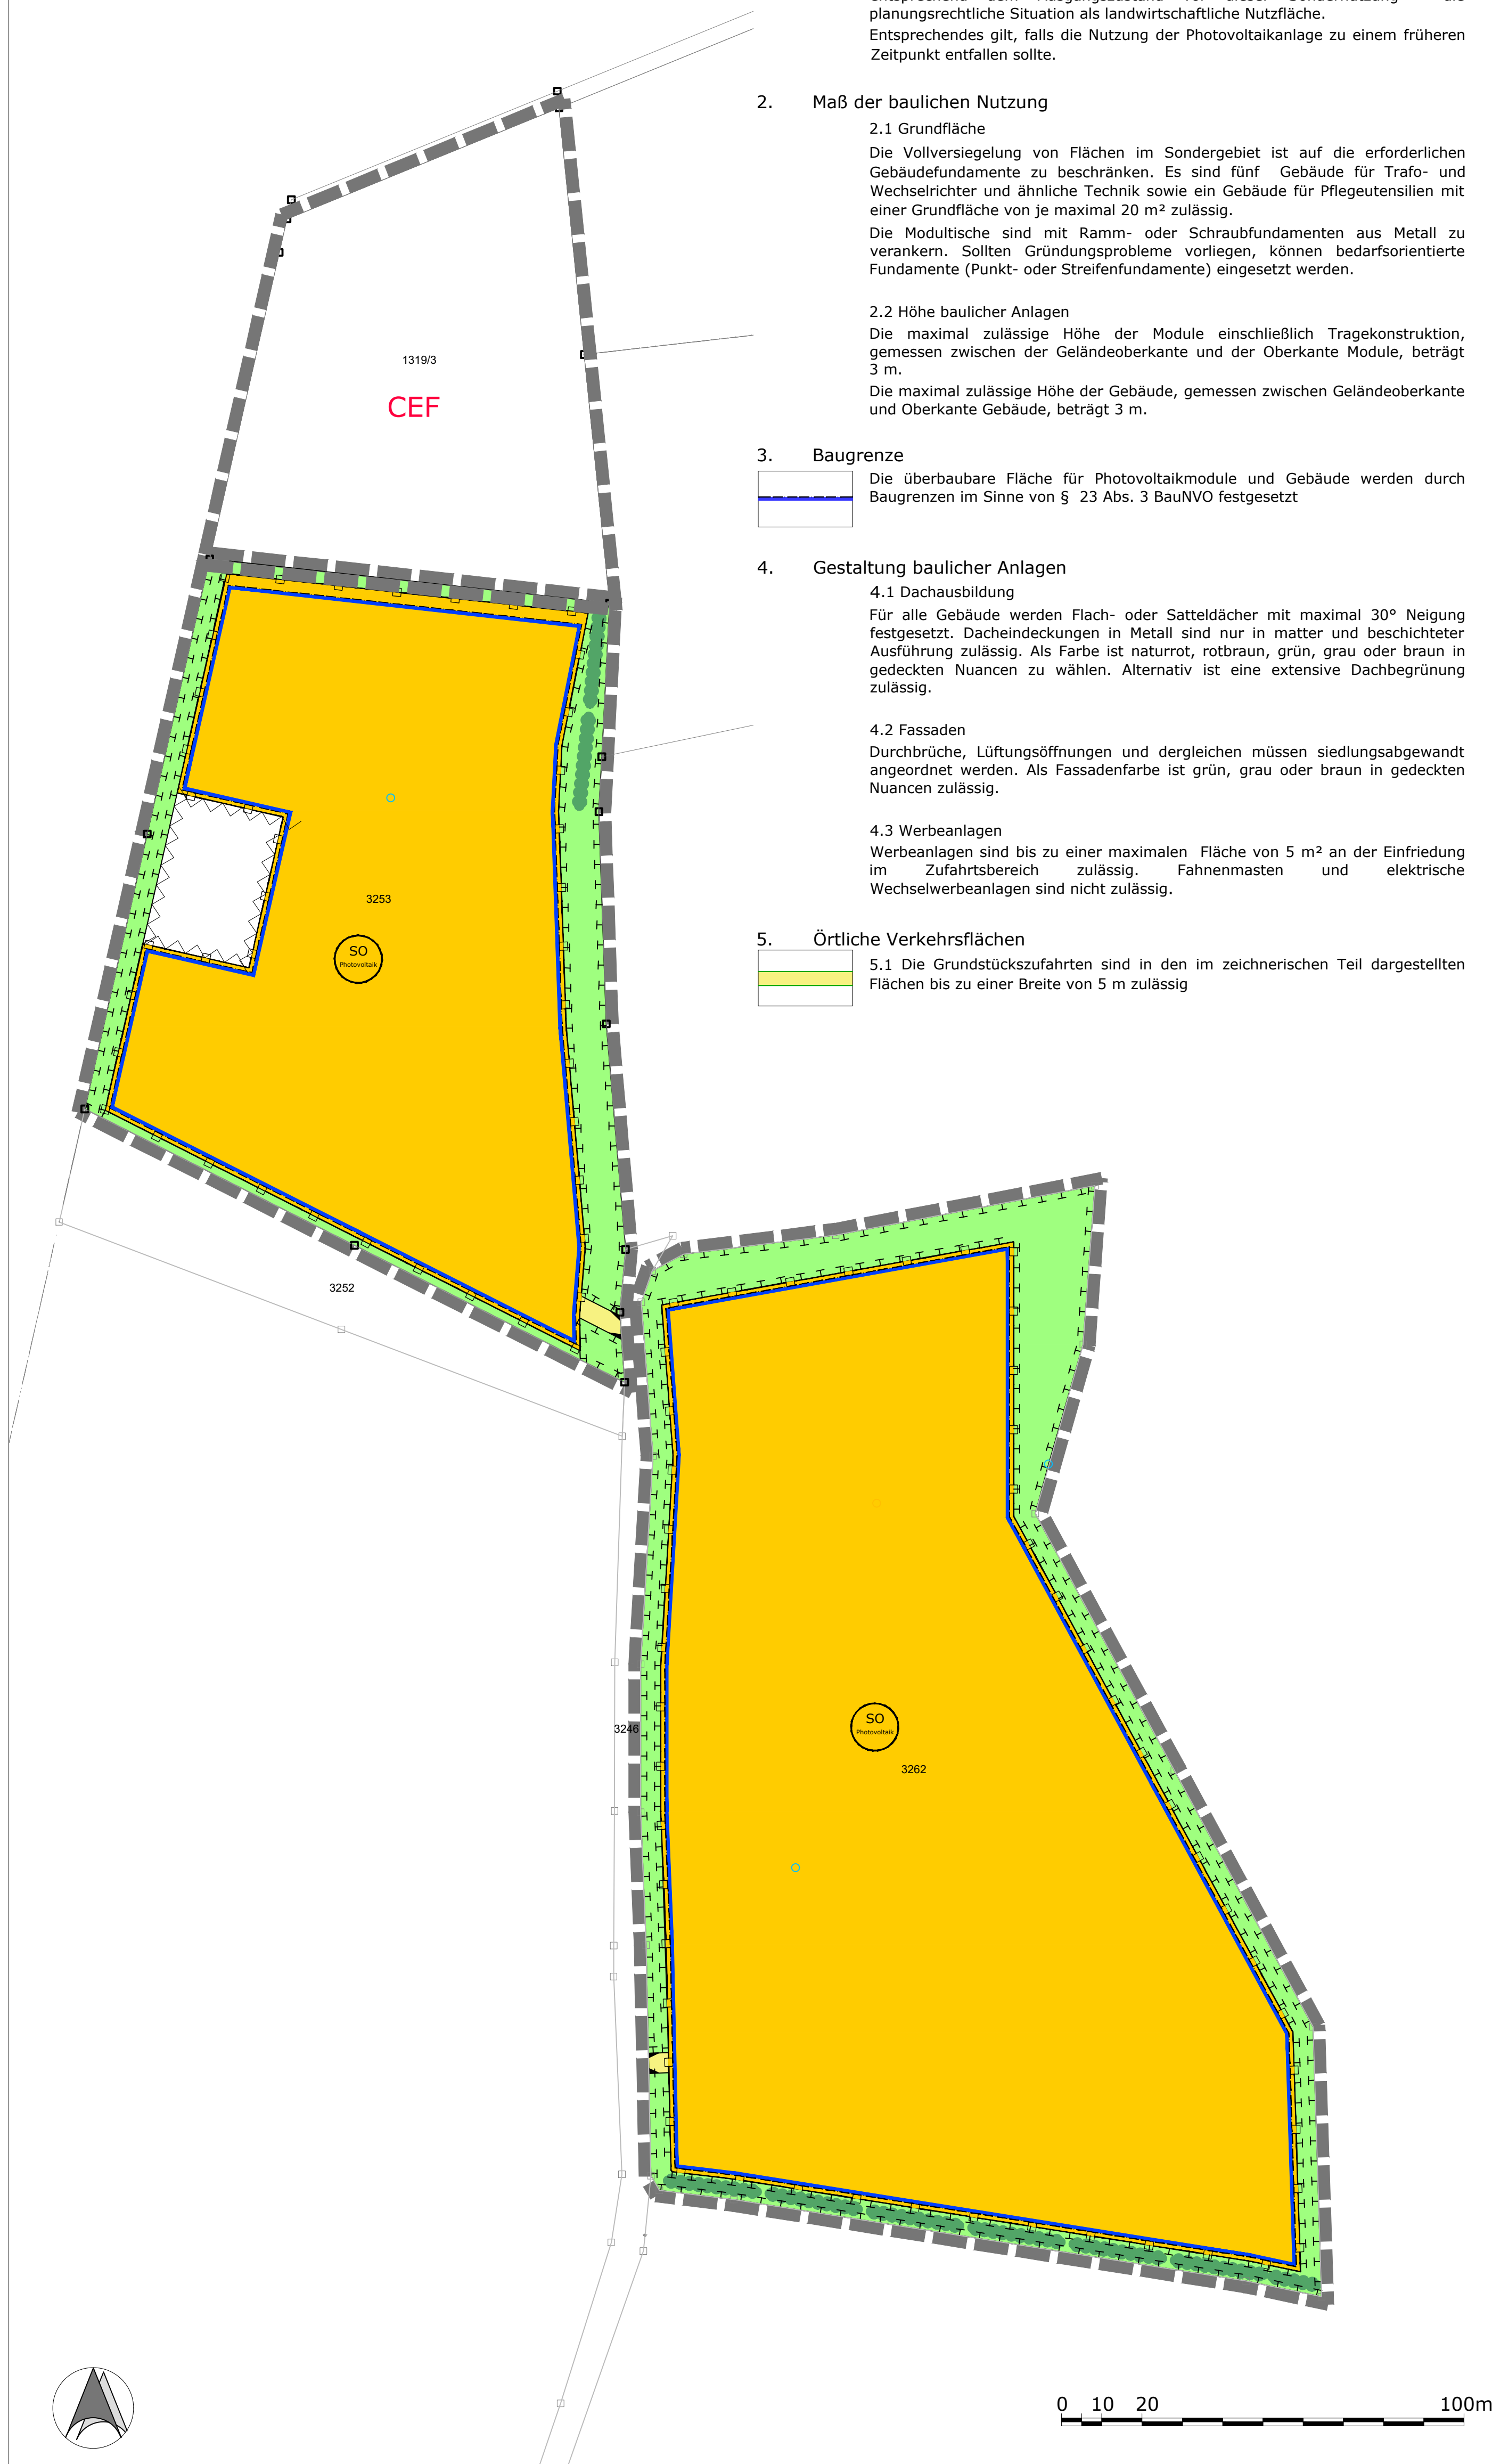 entsprechend dem Ausgangszustand vor dieser Sondernutzung die
planungsrechtliche Situation als landwirtschaftliche Nutzfläche.
Entsprechendes gilt, falls die Nutzung der Photovoltaikanlage zu einem früheren
Zeitpunkt entfallen sollte.
2. Maß der baulichen Nutzung
2.1 Grundfläche
Die Vollversiegelung von Flächen im Sondergebiet ist auf die erforderlichen
Gebäudefundamente zu beschränken. Es sind fünf Gebäude für Trafo- und
Wechselrichter und ähnliche Technik sowie ein Gebäude für Pflegeutensilien mit
einer Grundfläche von je maximal 20 m² zulässig.
Die Modultische sind mit Ramm- oder Schraubfundamenten aus Metall zu
verankern. Sollten Gründungsprobleme vorliegen, können bedarfsorientierte
Fundamente (Punkt- oder Streifenfundamente) eingesetzt werden.
2.2 Höhe baulicher Anlagen
Die maximal zulässige Höhe der Module einschließlich Tragekonstruktion,
gemessen zwischen der Geländeoberkante und der Oberkante Module, beträgt
3 m.
Die maximal zulässige Höhe der Gebäude, gemessen zwischen Geländeoberkante
und Oberkante Gebäude, beträgt 3 m.
3. Baugrenze
Die überbaubare Fläche für Photovoltaikmodule und Gebäude werden durch
Baugrenzen im Sinne von § 23 Abs. 3 BauNVO festgesetzt
4. Gestaltung baulicher Anlagen
4.1 Dachausbildung
Für alle Gebäude werden Flach- oder Satteldächer mit maximal 30° Neigung
festgesetzt. Dacheindeckungen in Metall sind nur in matter und beschichteter
Ausführung zulässig. Als Farbe ist naturrot, rotbraun, grün, grau oder braun in
gedeckten Nuancen zu wählen. Alternativ ist eine extensive Dachbegrünung
zulässig.
4.2 Fassaden
Durchbrüche, Lüftungsöffnungen und dergleichen müssen siedlungsabgewandt
angeordnet werden. Als Fassadenfarbe ist grün, grau oder braun in gedeckten
Nuancen zulässig.
4.3 Werbeanlagen
Werbeanlagen sind bis zu einer maximalen Fläche von 5 m² an der Einfriedung
im Zufahrtsbereich zulässig. Fahnenmasten und elektrische
Wechselwerbeanlagen sind nicht zulässig.
5. Örtliche Verkehrsflächen
5.1 Die Grundstückszufahrten sind in den im zeichnerischen Teil dargestellten
Flächen bis zu einer Breite von 5 m zulässig
1319/3
CEF
3253
SO
Photovoltaik
3252
3246
SO
Photovoltaik
3262
0 10 20 100m